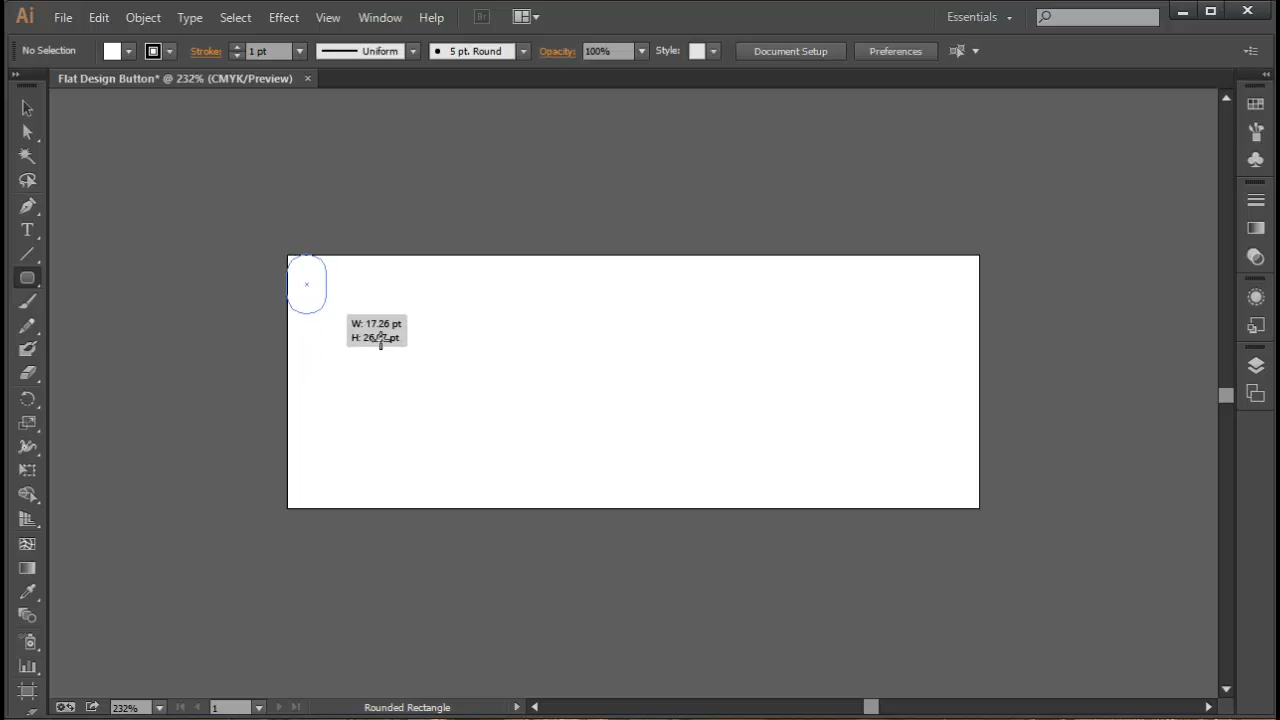 Ai File Edit Object Type Select Effect View Window Help Br Essentials
No Selection Stroke: 1 pt Uniform 5 pt. Round Opacity: 100% Style: Document Setup Preferences
Flat Design Button* @ 232% (CMYK/Preview) ×
W: 17.26 pt
232% 1 Rounded Rectangle